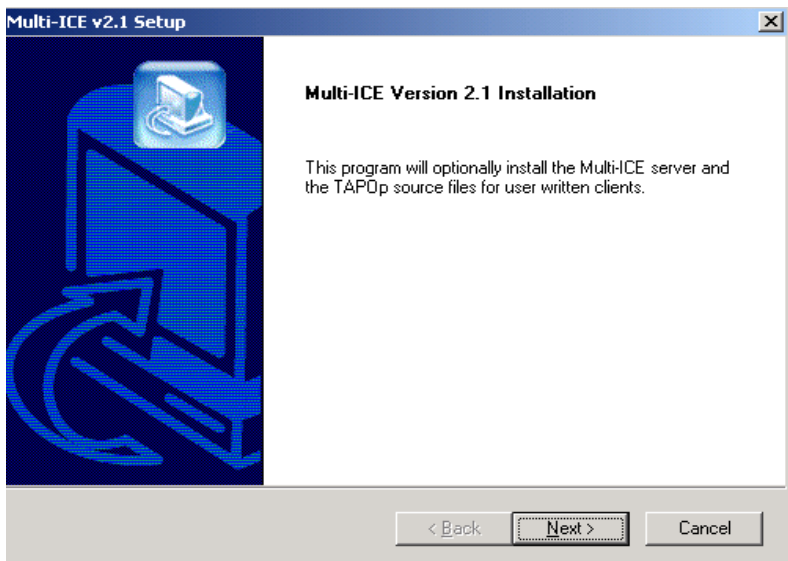 Multi-ICE v2.1 Setup
Multi-ICE Version 2.1 Installation
This program will optionally install the Multi-ICE server and
the TAPOp source files for user written clients.
< Back
Next >
Cancel